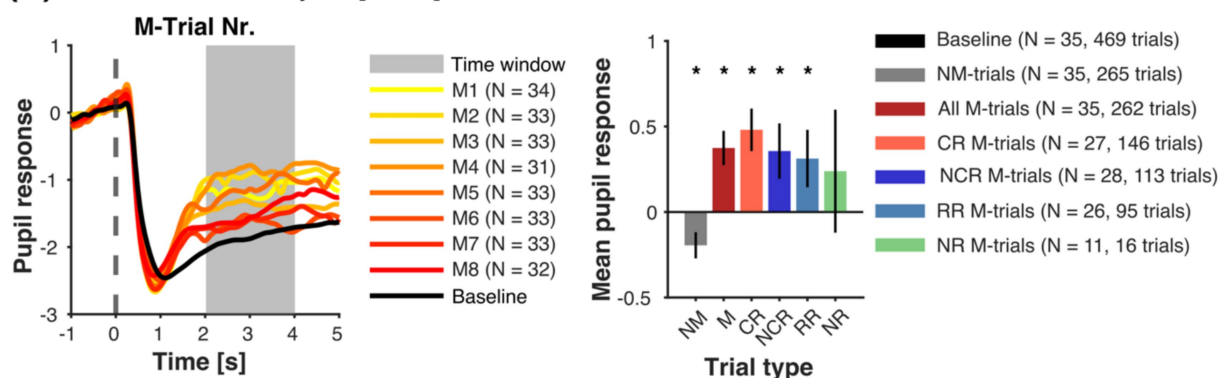 M-Trial Nr.
1
0
-1
-2
-3
-1
0
1
2
3
4
5
Pupil response
Time [s]
Time window
M1 (N = 34)
M2 (N = 33)
M3 (N = 33)
M4 (N = 31)
M5 (N = 33)
M6 (N = 33)
M7 (N = 33)
M8 (N = 32)
Baseline
1
0.5
0
-0.5
Mean pupil response
* * * * *
NM
M
CR
NCR
RR
NR
Trial type
Baseline (N = 35, 469 trials)
NM-trials (N = 35, 265 trials)
All M-trials (N = 35, 262 trials)
CR M-trials (N = 27, 146 trials)
NCR M-trials (N = 28, 113 trials)
RR M-trials (N = 26, 95 trials)
NR M-trials (N = 11, 16 trials)